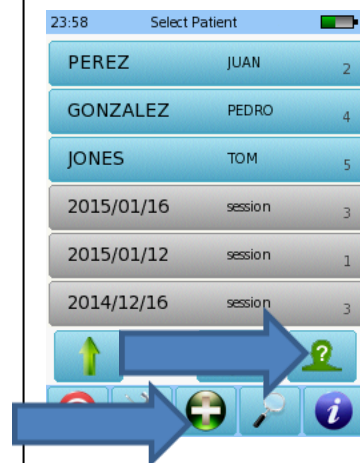 23:58 Select Patient
PEREZ JUAN 2
GONZALEZ PEDRO 4
JONES TOM 5
2015/01/16 session 3
2015/01/12 session 1
2014/12/16 session 3
?
i